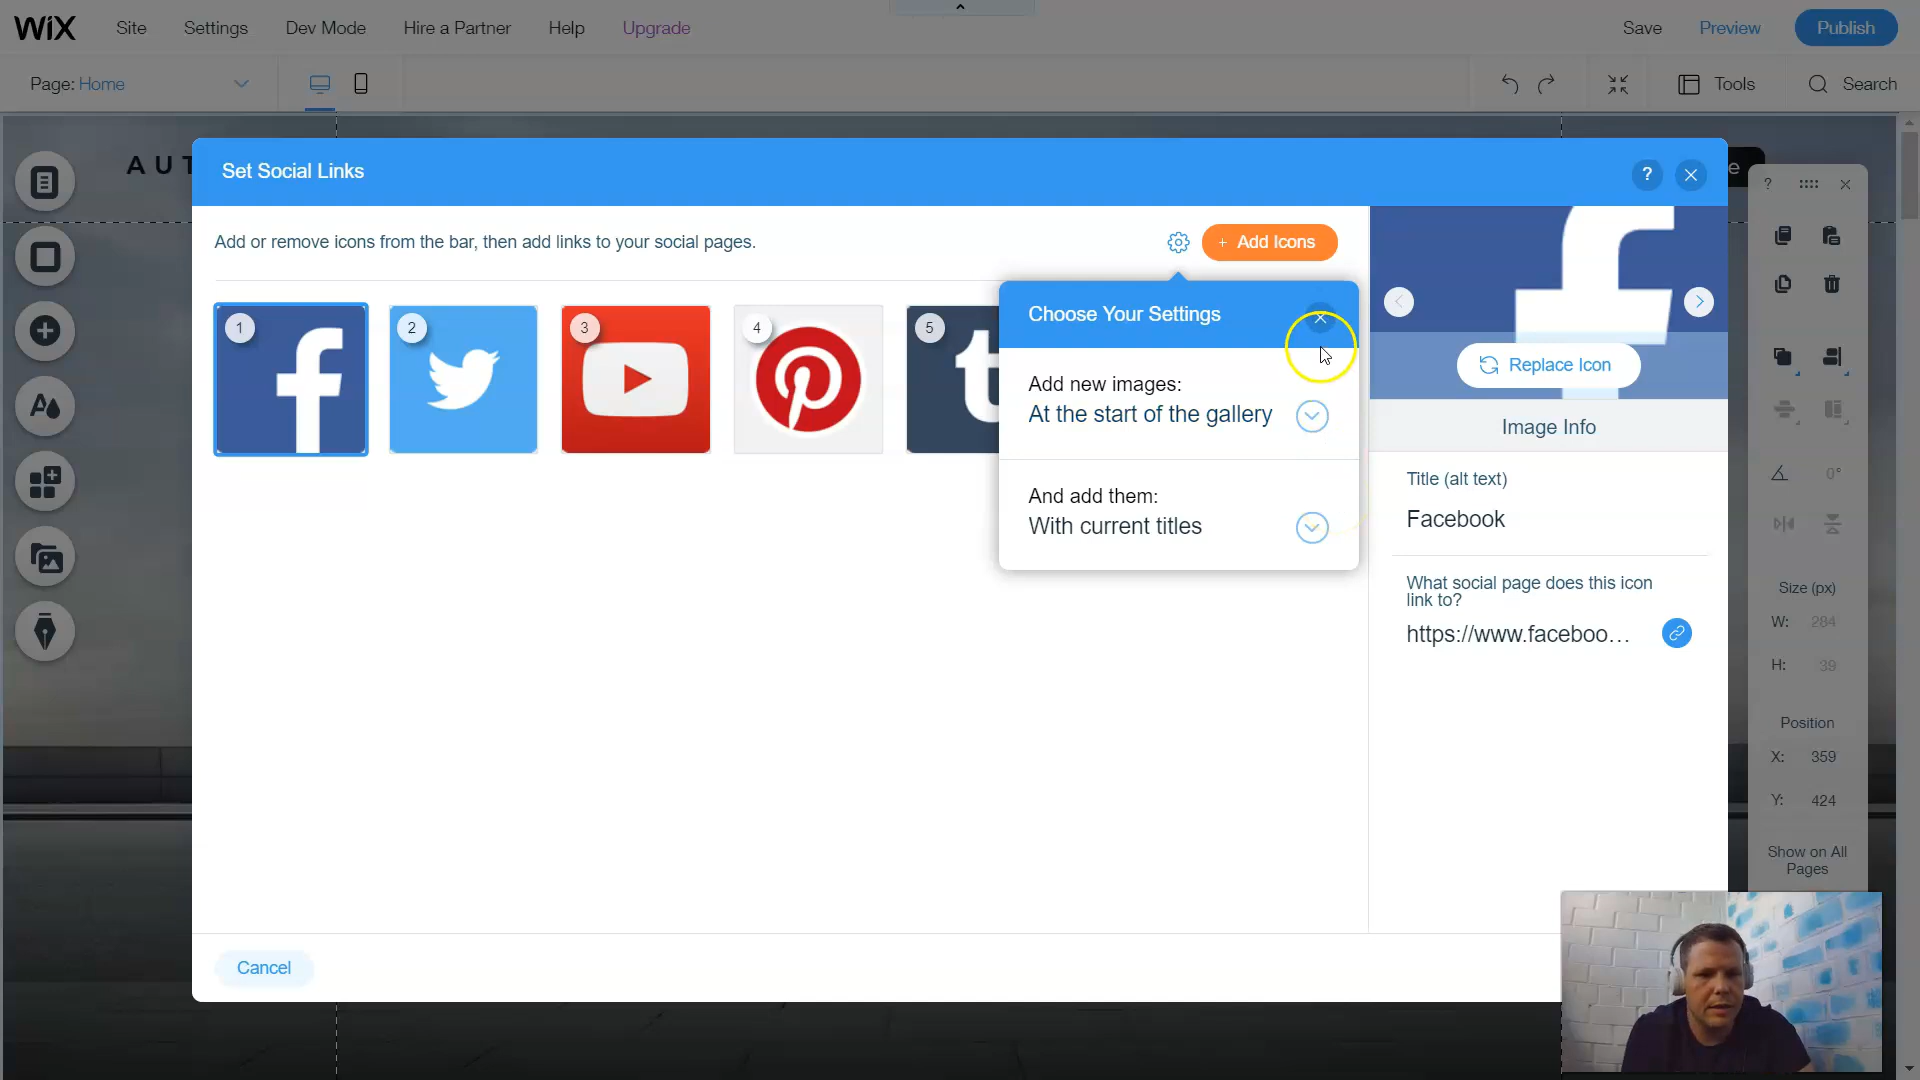 WiX
Site
Settings
Dev Mode
Hire a Partner
Help
Upgrade
Save
Preview
Publish
Page: Home
Tools
Search
AUT
e
Set Social Links
?
?
Add or remove icons from the bar, then add links to your social pages.
+ Add Icons
1
2
3
4
5
Choose Your Settings
Add new images:
At the start of the gallery
And add them:
With current titles
Replace Icon
Image Info
Title (alt text)
Facebook
What social page does this icon
link to?
https://www.faceboo...
0°
Size (px)
W: 284
H: 39
Position
X: 359
Y: 424
Show on All
Pages
Cancel